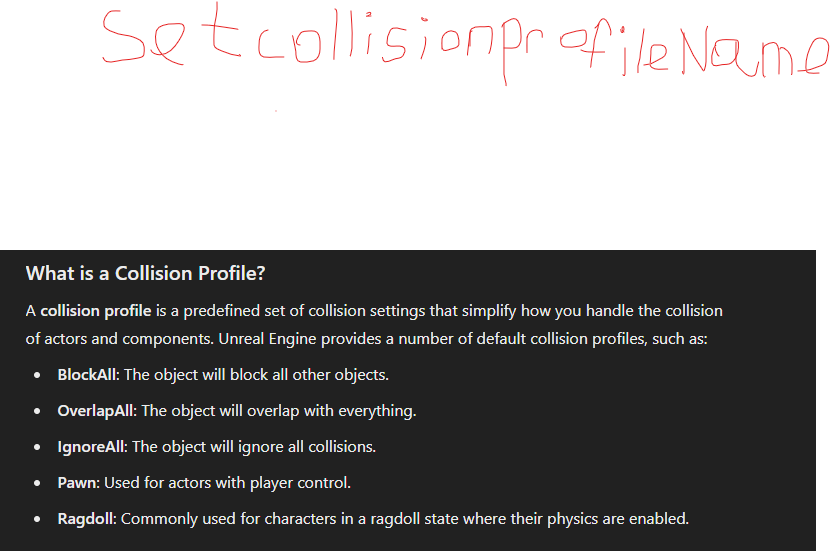 SetcollisionprofileName
What is a Collision Profile?
A collision profile is a predefined set of collision settings that simplify how you handle the collision
of actors and components. Unreal Engine provides a number of default collision profiles, such as:
• BlockAll: The object will block all other objects.
• OverlapAll: The object will overlap with everything.
• IgnoreAll: The object will ignore all collisions.
• Pawn: Used for actors with player control.
• Ragdoll: Commonly used for characters in a ragdoll state where their physics are enabled.